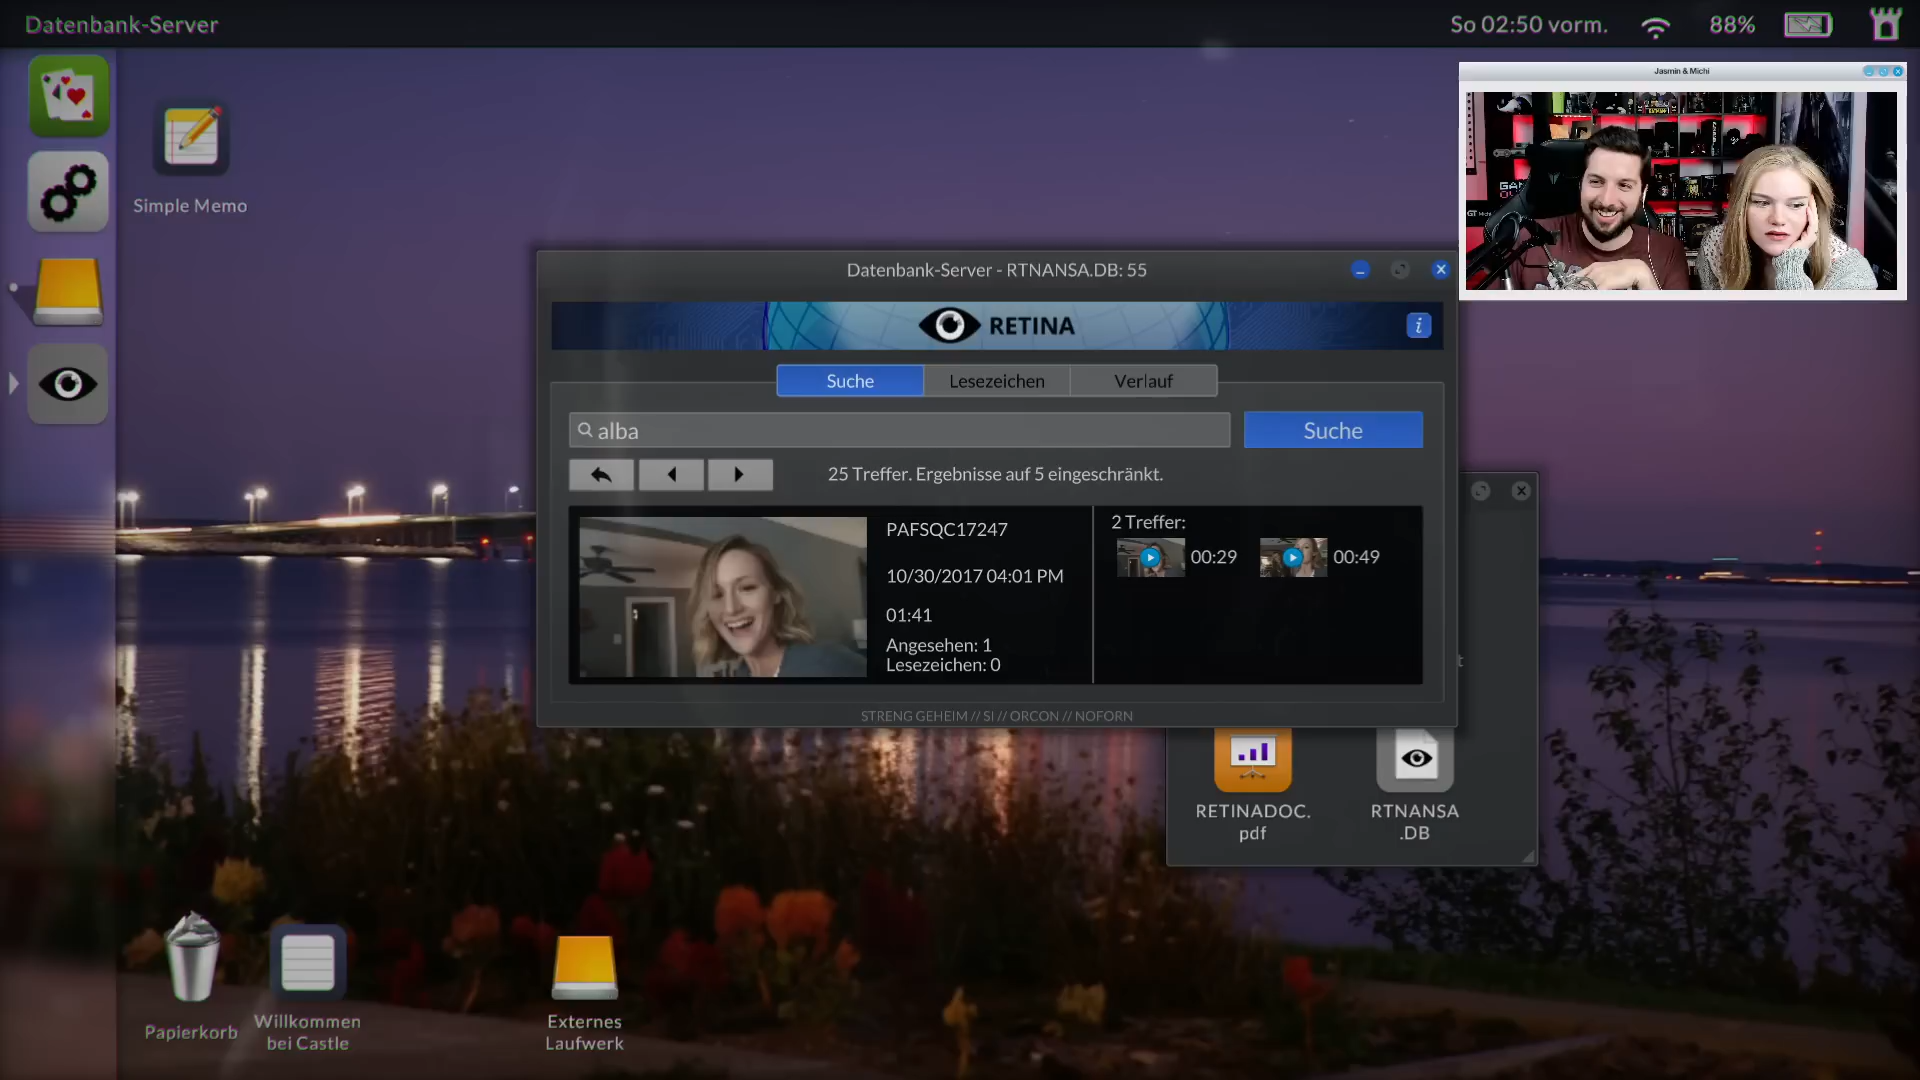 Datenbank-Server
So 02:50 vorm.
88%
Jasmin & Michi
Simple Memo
Datenbank-Server - RTNANSA.DB: 55
RETINA
i
Suche
Lesezeichen
Verlauf
alba
Suche
25 Treffer. Ergebnisse auf 5 eingeschränkt.
PAFSQC17247
10/30/2017 04:01 PM
01:41
Angesehen: 1
Lesezeichen: 0
2 Treffer:
00:29
00:49
STRENG GEHEIM // SI // ORCON // NOFORN
RETINADOC.
pdf
RTNANSA
.DB
Papierkorb
Willkommen
bei Castle
Externes
Laufwerk